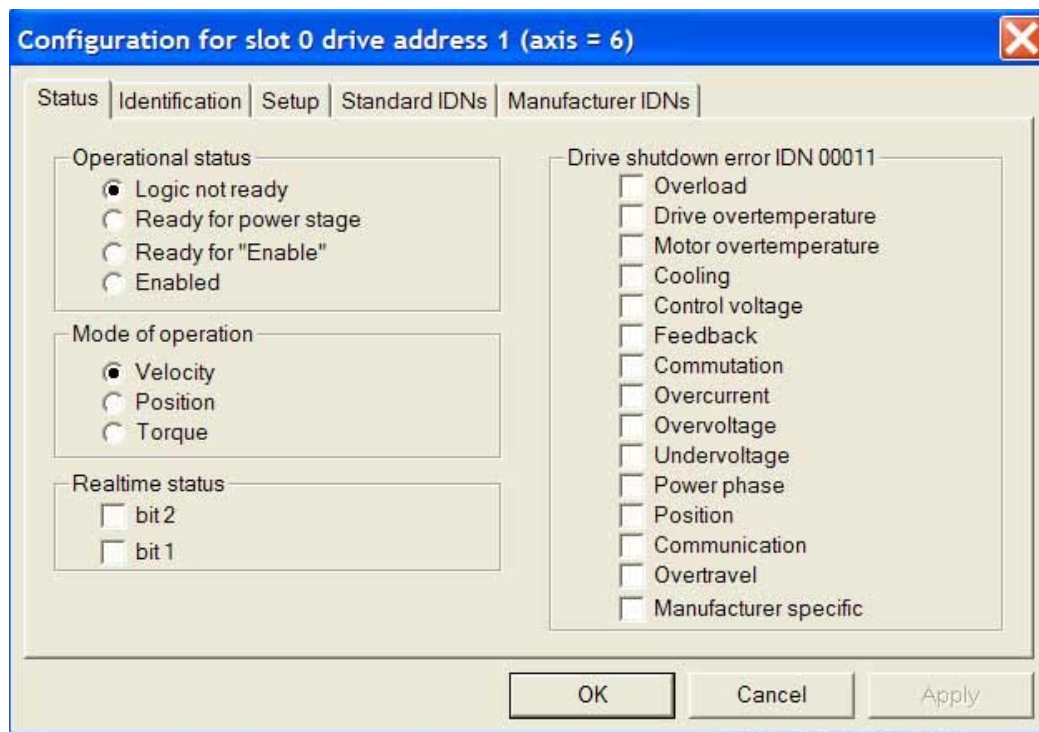 Configuration for slot 0 drive address 1 (axis = 6)
Status Identification Setup Standard IDNs Manufacturer IDNs
Operational status
Logic not ready
Ready for power stage
Ready for "Enable"
Enabled
Mode of operation
Velocity
Position
Torque
Realtime status
bit 2
bit 1
Drive shutdown error IDN 00011
Overload
Drive overtemperature
Motor overtemperature
Cooling
Control voltage
Feedback
Commutation
Overcurrent
Overvoltage
Undervoltage
Power phase
Position
Communication
Overtravel
Manufacturer specific
OK Cancel Apply